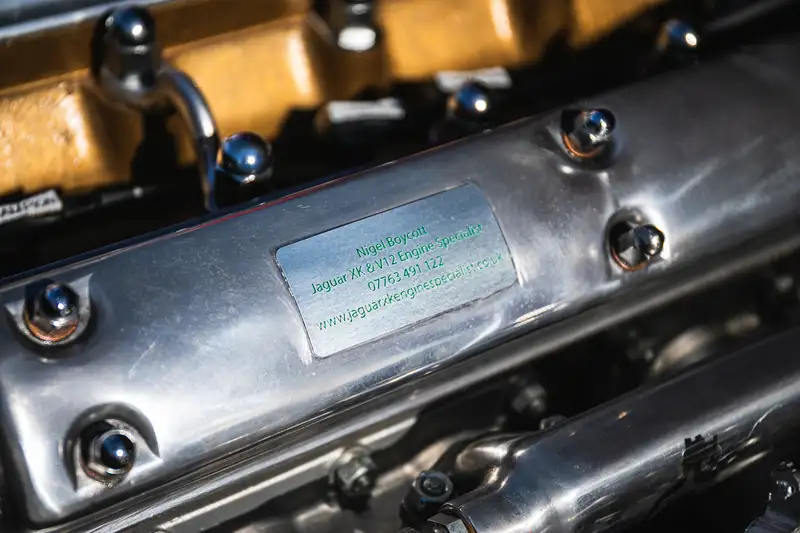 Nigel Boycott
Jaguar XK & V12 Engine Specialist
07763 491 122
www.jaguarxkenginespecialist.co.uk